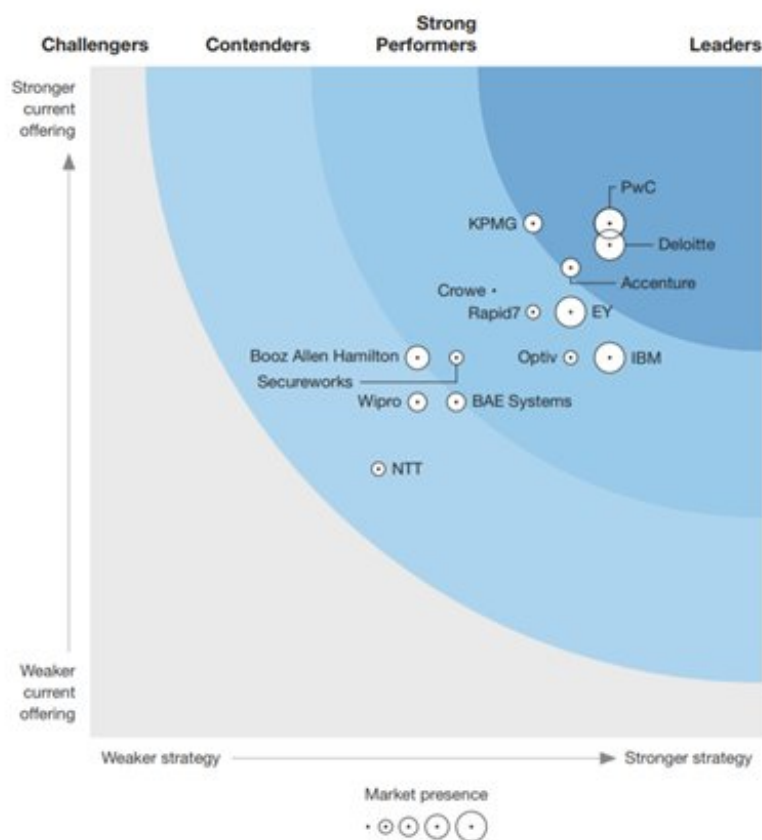 Challengers
Contenders
Strong
Performers
Leaders
Stronger
current
offering
PwC
KPMG
Deloitte
Accenture
Crowe
Rapid7
EY
Booz Allen Hamilton
Optiv
IBM
Secureworks
Wipro
BAE Systems
NTT
Weaker
current
offering
Weaker strategy
Stronger strategy
Market presence